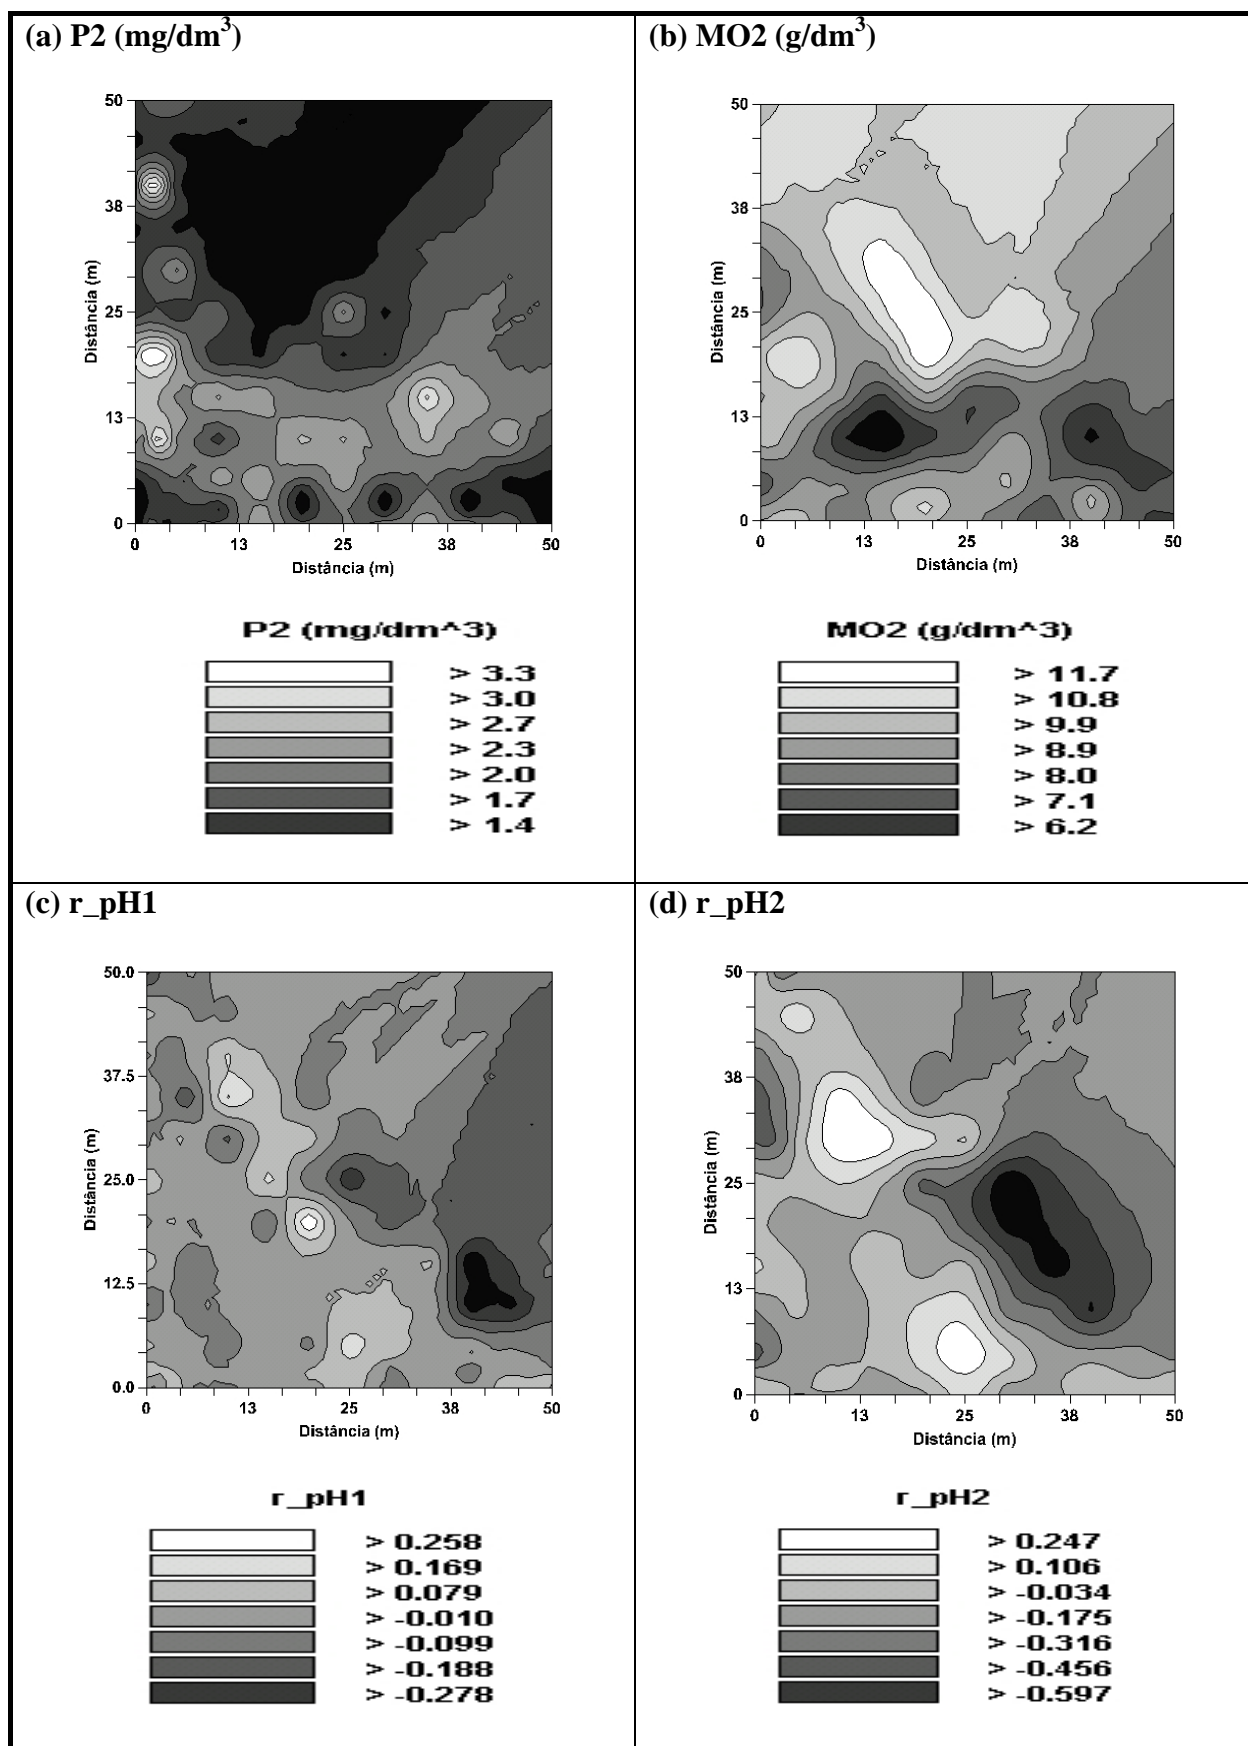 (a) P2 (mg/dm³)
50
38
25
13
0
Distância (m)
0 13 25 38 50
Distância (m)
P2 (mg/dm^3)
> 3.3
> 3.0
> 2.7
> 2.3
> 2.0
> 1.7
> 1.4
(b) MO2 (g/dm³)
50
38
25
13
0
Distância (m)
0 13 25 38 50
Distância (m)
MO2 (g/dm^3)
> 11.7
> 10.8
> 9.9
> 8.9
> 8.0
> 7.1
> 6.2
(c) r_pH1
50.0
37.5
25.0
12.5
0.0
Distância (m)
0 13 25 38 50
Distância (m)
r_pH1
> 0.258
> 0.169
> 0.079
> -0.010
> -0.099
> -0.188
> -0.278
(d) r_pH2
50
38
25
13
0
Distância (m)
0 13 25 38 50
Distância (m)
r_pH2
> 0.247
> 0.106
> -0.034
> -0.175
> -0.316
> -0.456
> -0.597